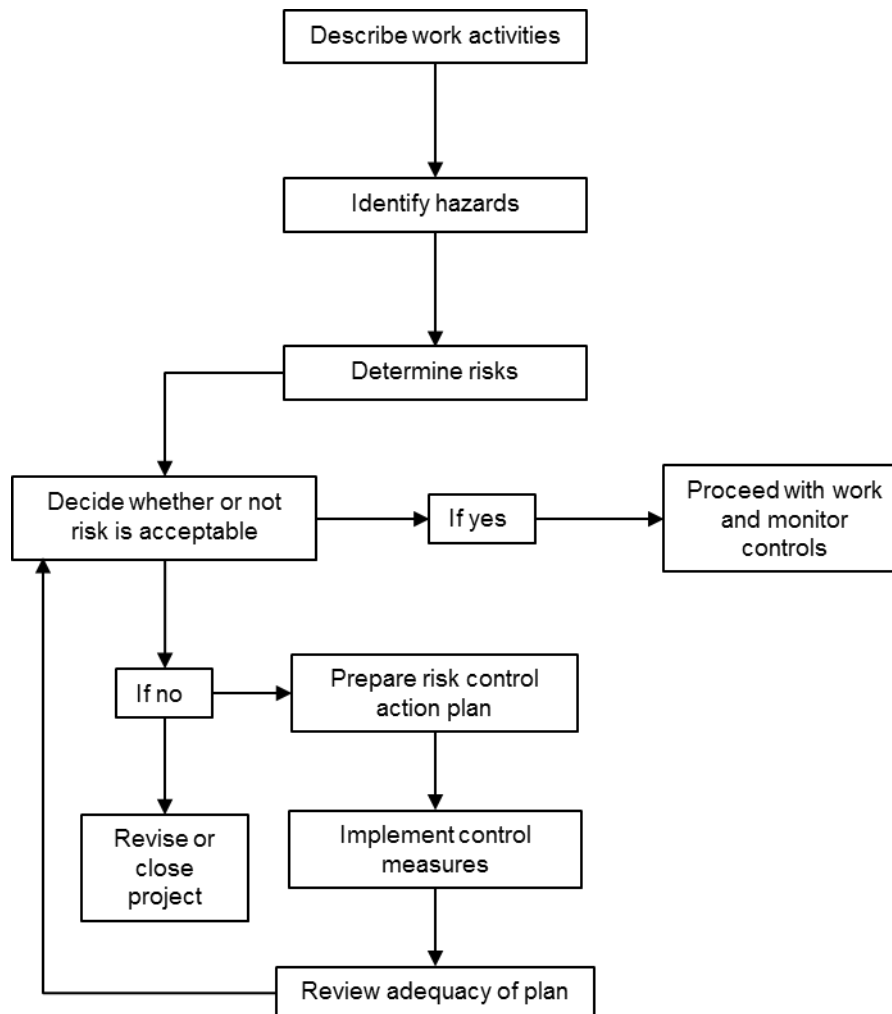 Describe work activities
Identify hazards
Determine risks
Decide whether or not
risk is acceptable
If yes
Proceed with work
and monitor
controls
If no
Prepare risk control
action plan
Revise or
close
project
Implement control
measures
Review adequacy of plan